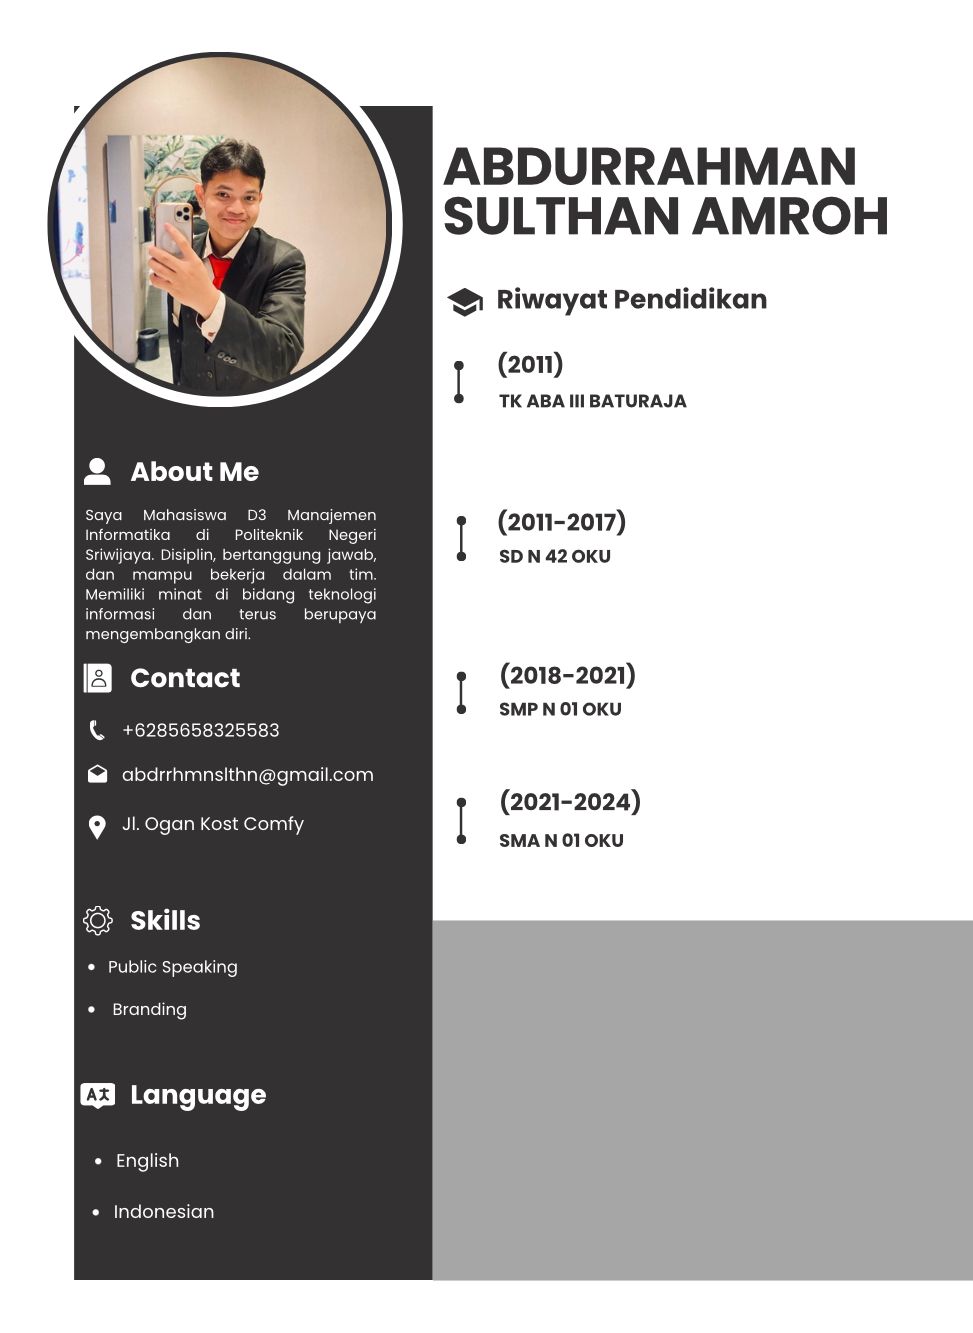 ABDURRAHMAN
SULTHAN AMROH
About Me
Saya Mahasiswa D3 Manajemen
Informatika di Politeknik Negeri
Sriwijaya. Disiplin, bertanggung jawab,
dan mampu bekerja dalam tim.
Memiliki minat di bidang teknologi
informasi dan terus berupaya
mengembangkan diri.
Contact
+6285658325583
abdrrhmnslthn@gmail.com
Jl. Ogan Kost Comfy
Skills
• Public Speaking
• Branding
Language
• English
• Indonesian
Riwayat Pendidikan
(2011)
TK ABA III BATURAJA
(2011-2017)
SD N 42 OKU
(2018-2021)
SMP N 01 OKU
(2021-2024)
SMA N 01 OKU